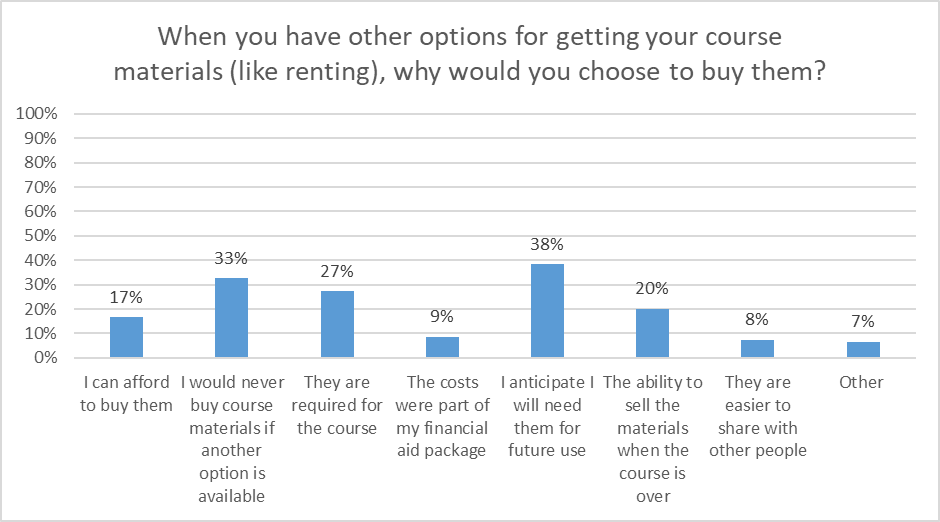 When you have other options for getting your course
materials (like renting), why would you choose to buy them?
100%
90%
80%
70%
60%
50%
40%
30%
20%
10%
0%
17%
33%
27%
9%
38%
20%
8%
7%
I can afford
to buy them
I would never
buy course
materials if
another
option is
available
They are
required for
the course
The costs
were part of
my financial
aid package
I anticipate I
will need
them for
future use
The ability to
sell the
materials
when the
course is
over
They are
easier to
share with
other people
Other